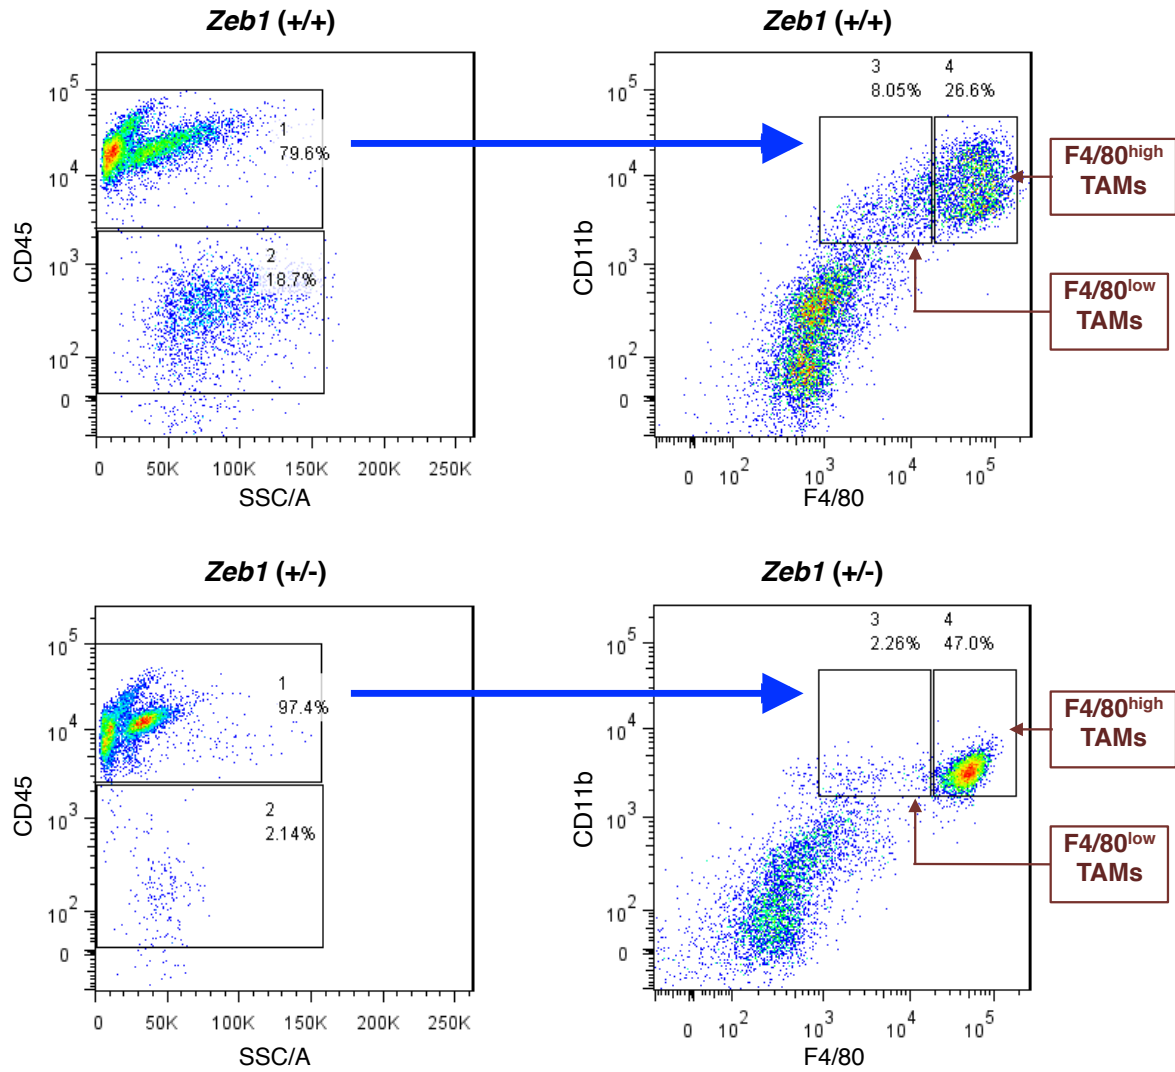 Zeb1 (+/+)
Zeb1 (+/+)
10^5
10^4
10^3
10^2
0
CD45
1
79.6%
2
18.7%
0 50K 100K 150K 200K 250K
SSC/A
10^5
10^4
10^3
10^2
0
CD11b
3
8.05%
4
26.6%
0 10^2 10^3 10^4 10^5
F4/80
F4/80^high
TAMs
F4/80^low
TAMs
Zeb1 (+/-)
Zeb1 (+/-)
10^5
10^4
10^3
10^2
0
CD45
1
97.4%
2
2.14%
0 50K 100K 150K 200K 250K
SSC/A
10^5
10^4
10^3
10^2
0
CD11b
3
2.26%
4
47.0%
0 10^2 10^3 10^4 10^5
F4/80
F4/80^high
TAMs
F4/80^low
TAMs